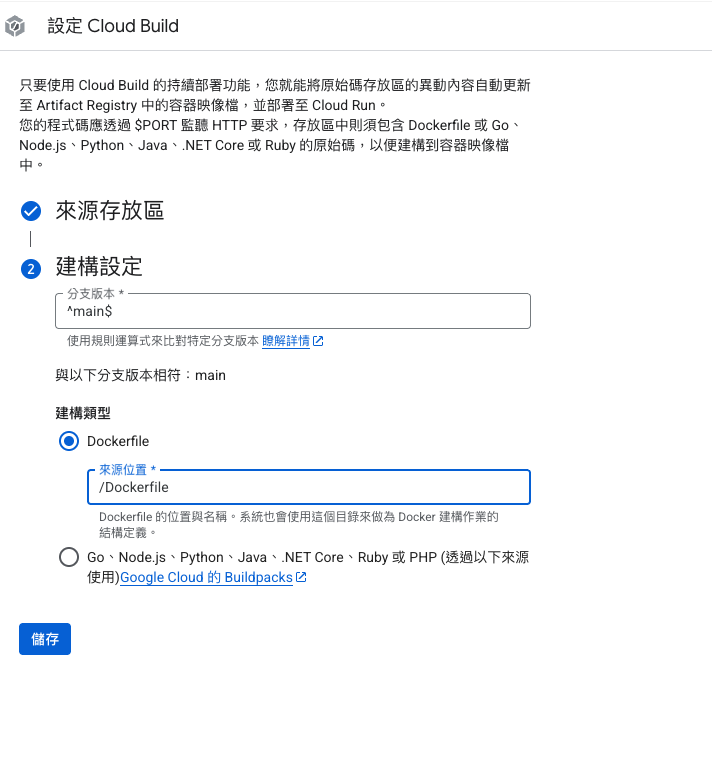 設定 Cloud Build
只要使用 Cloud Build 的持續部署功能，您就能將原始碼存放區的異動內容自動更新
至 Artifact Registry 中的容器映像檔，並部署至 Cloud Run。
您的程式碼應透過 $PORT 監聽 HTTP 要求，存放區中則須包含 Dockerfile 或 Go、
Node.js、Python、Java、.NET Core 或 Ruby 的原始碼，以便建構到容器映像檔
中。
來源存放區
2 建構設定
分支版本 *
^main$
使用規則運算式來比對特定分支版本 瞭解詳情
與以下分支版本相符：main
建構類型
Dockerfile
來源位置 *
/Dockerfile
Dockerfile 的位置與名稱。系統也會使用這個目錄來做為 Docker 建構作業的
結構定義。
Go、Node.js、Python、Java、.NET Core、Ruby 或 PHP (透過以下來源
使用)Google Cloud 的 Buildpacks
儲存